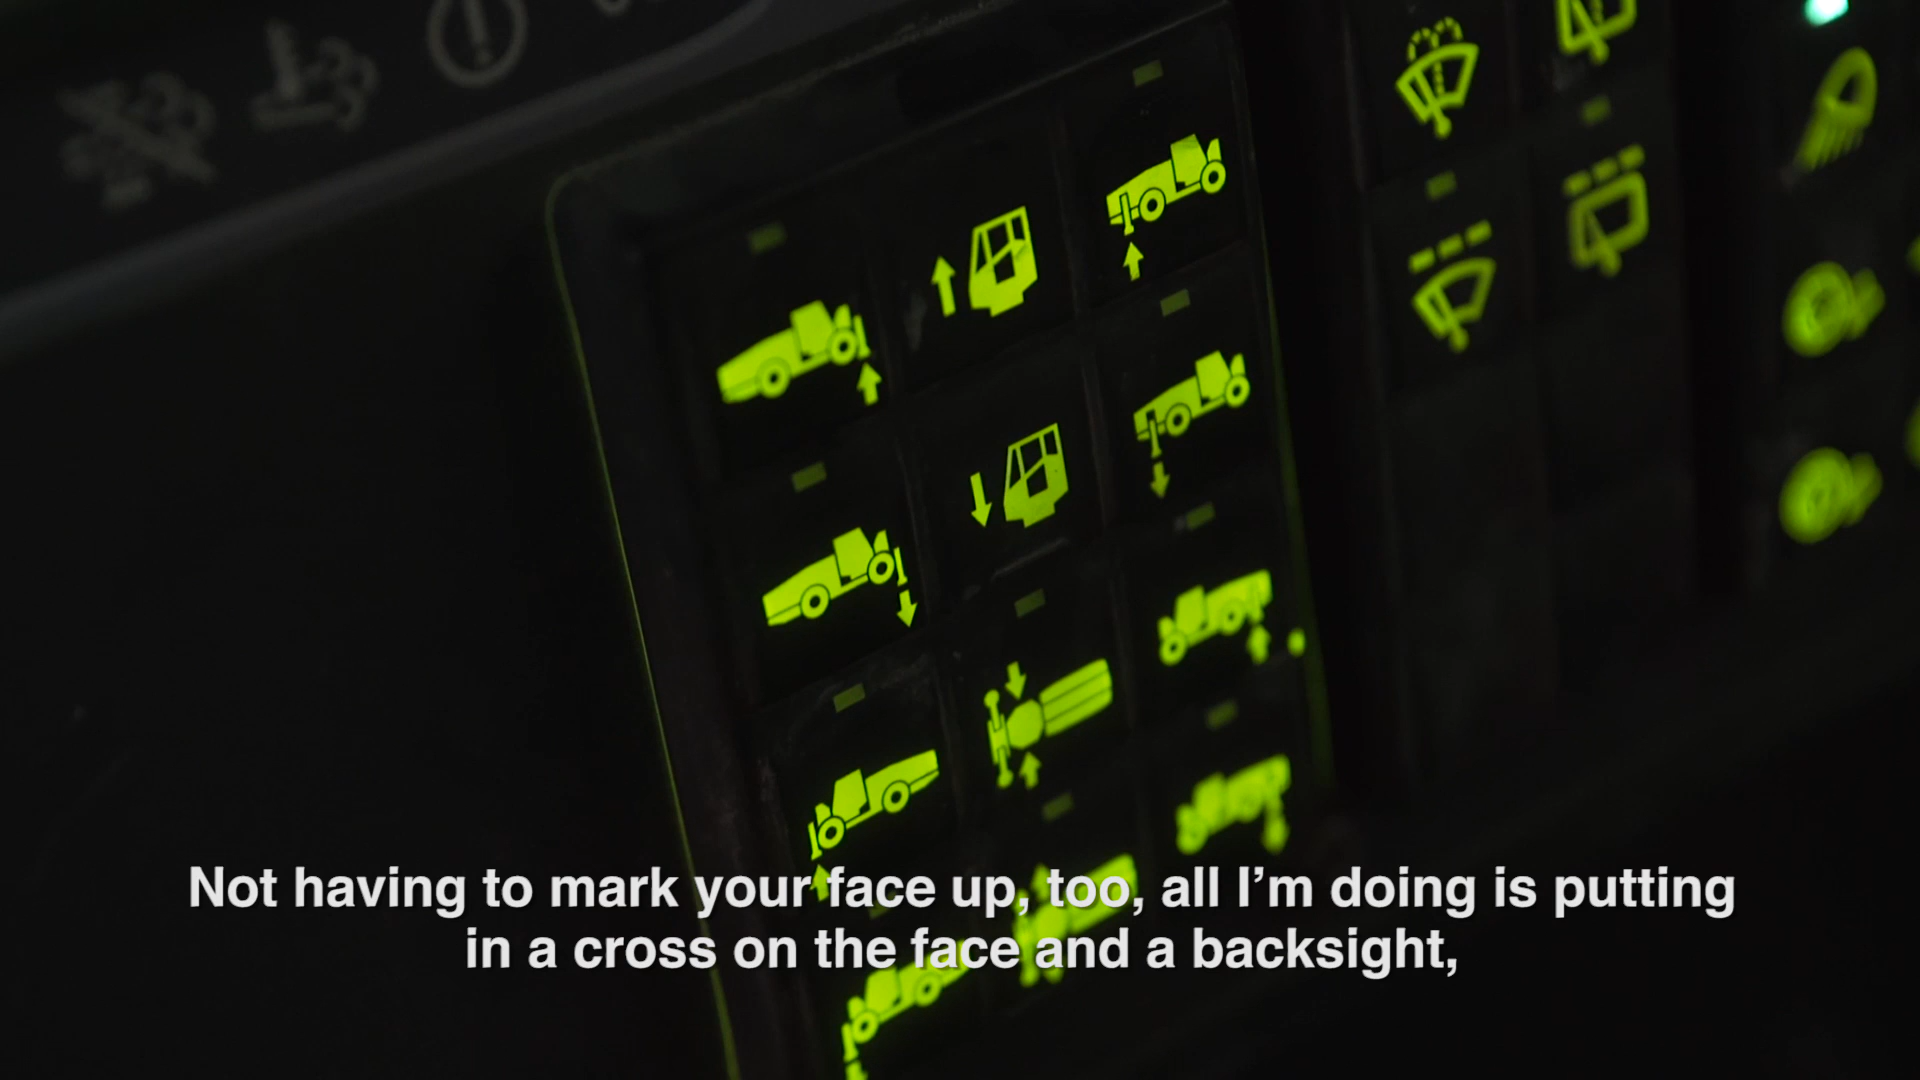 Not having to mark your face up, too, all I’m doing is putting
in a cross on the face and a backsight,